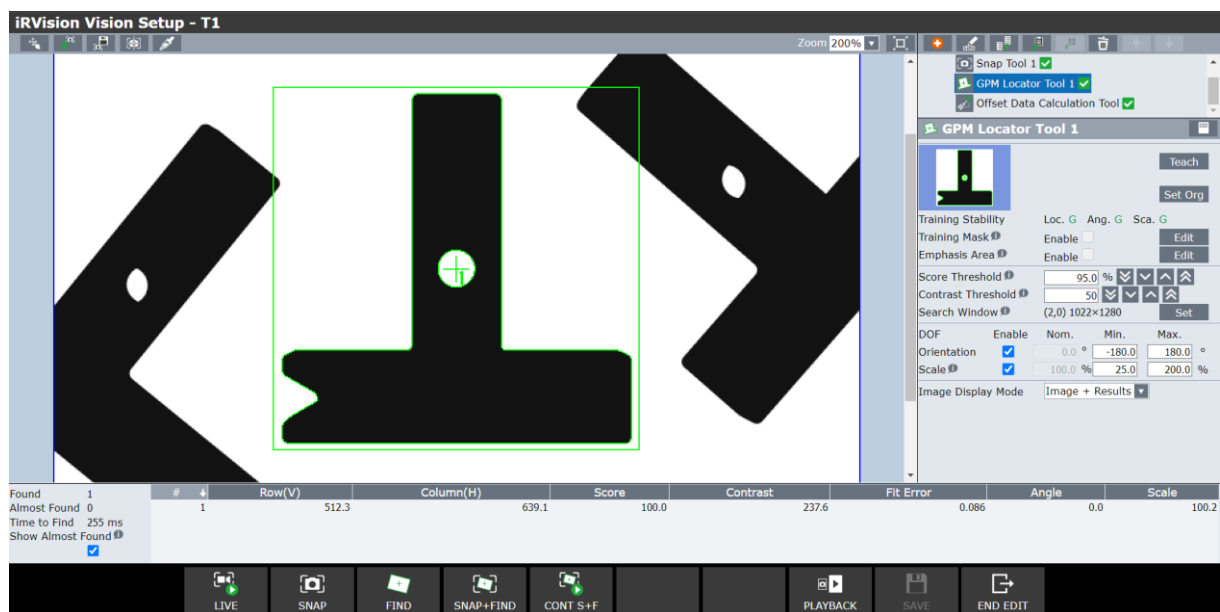 iRVision Vision Setup - T1
Zoom 200%
Snap Tool 1
GPM Locator Tool 1
Offset Data Calculation Tool
GPM Locator Tool 1
Teach
Set Org
Training Stability Loc. G Ang. G Sca. G
Training Mask Enable Edit
Emphasis Area Enable Edit
Score Threshold 95.0 %
Contrast Threshold 50
Search Window (2,0) 1022×1280 Set
DOF Enable Nom. Min. Max.
Orientation 0.0 ° -180.0 180.0 °
Scale 100.0 % 25.0 200.0 %
Image Display Mode Image + Results
1
Found 1
Almost Found 0
Time to Find 255 ms
Show Almost Found
# Row(V) Column(H) Score Contrast Fit Error Angle Scale
1 512.3 639.1 100.0 237.6 0.086 0.0 100.2
LIVE SNAP FIND SNAP+FIND CONT S+F PLAYBACK SAVE END EDIT